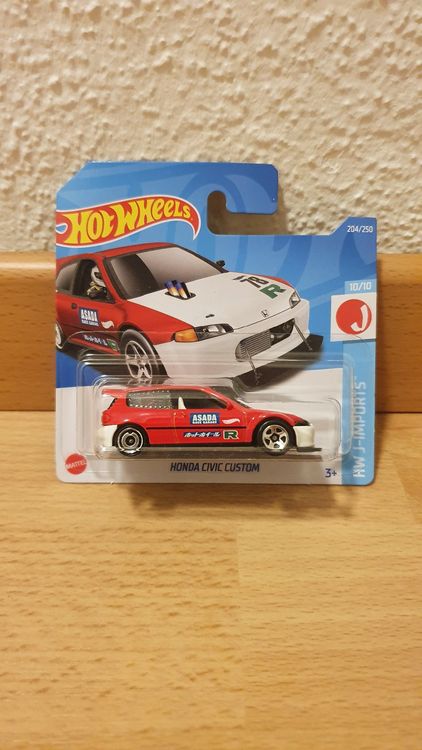 HOT WHEELS
204/250
10/10
J
HW J-IMPORTS
ASADA
R
ASADA
ホットホイール R
MATTEL
HONDA CIVIC CUSTOM
3+